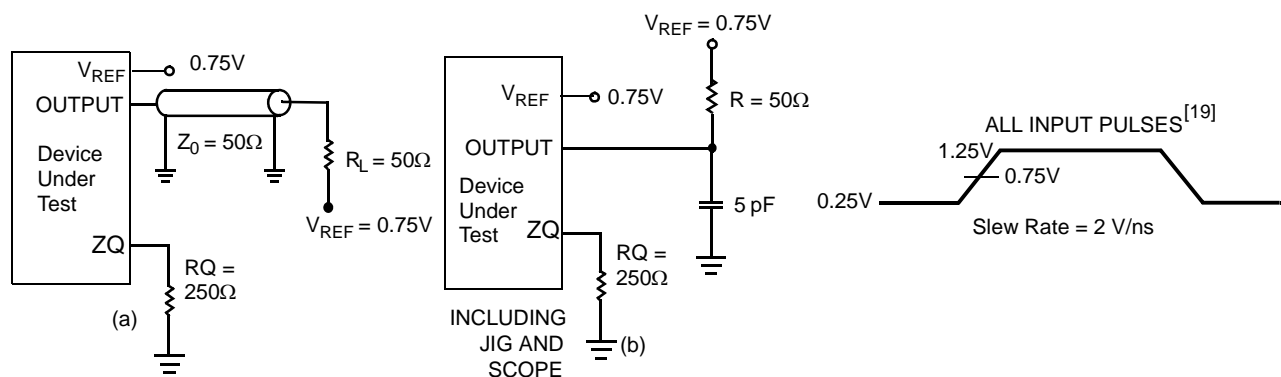 V_REF
0.75V
OUTPUT
Z_0 = 50Ω
Device
Under
Test
R_L = 50Ω
V_REF = 0.75V
ZQ
RQ =
250Ω
(a)
V_REF = 0.75V
V_REF
0.75V
R = 50Ω
OUTPUT
Device
Under
Test
5 pF
ZQ
RQ =
250Ω
INCLUDING
JIG AND
SCOPE
(b)
ALL INPUT PULSES[19]
1.25V
0.75V
0.25V
Slew Rate = 2 V/ns